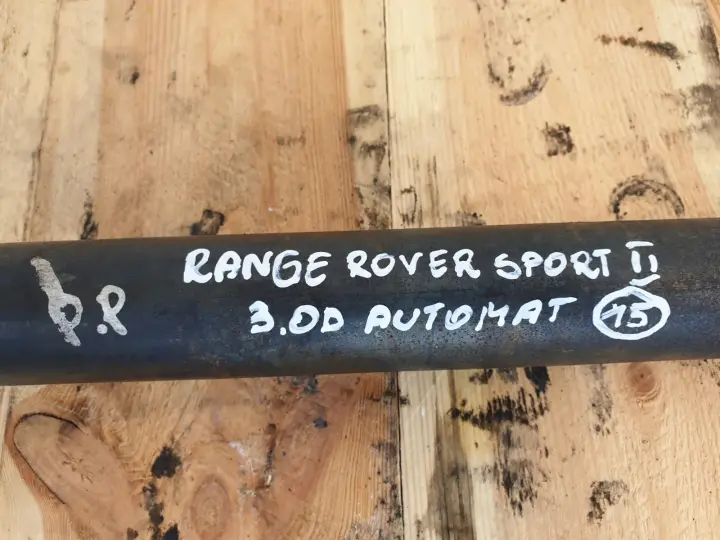 RANGE ROVER SPORT II
3.0D AUTOMAT 15